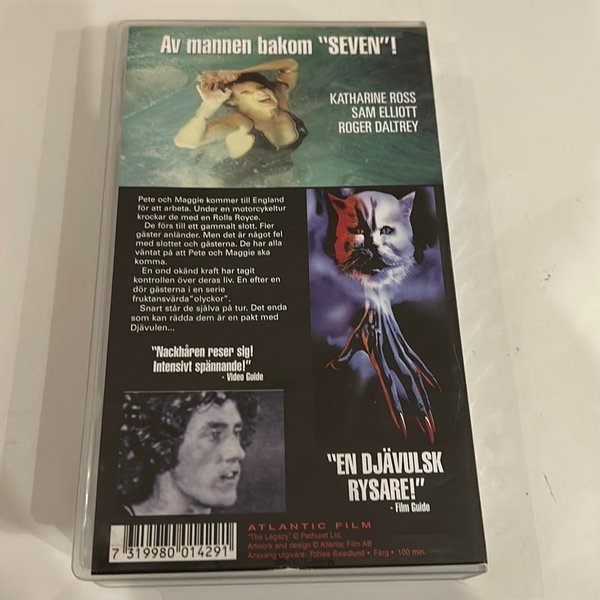 Av mannen bakom "SEVEN"!
KATHARINE ROSS
SAM ELLIOTT
ROGER DALTREY
Pete och Maggie kommer till England
för att arbeta. Under en motorcykeltur
krockar de med en Rolls Royce.
De förs till ett gammalt slott. Fler
gäster anländer. Men det är något fel
med slottet och gästerna. De har alla
väntat på att Pete och Maggie ska
komma.
En ond okänd kraft har tagit
kontrollen över deras liv. En efter en
dör gästerna i en serie
fruktansvärda"olyckor".
Snart står de själva på tur. Det enda
som kan rädda dem är en pakt med
Djävulen...
"Nackhåren reser sig!
Intensivt spännande!"
- Video Guide
"EN DJÄVULSK
RYSARE!"
- Film Guide
7 319980 014291
ATLANTIC FILM
"The Legacy" © Pethurst Ltd.
Artwork and design © Atlantic Film AB
Ansvarig utgivare: Tobias Swedlund • Färg • 100 min.